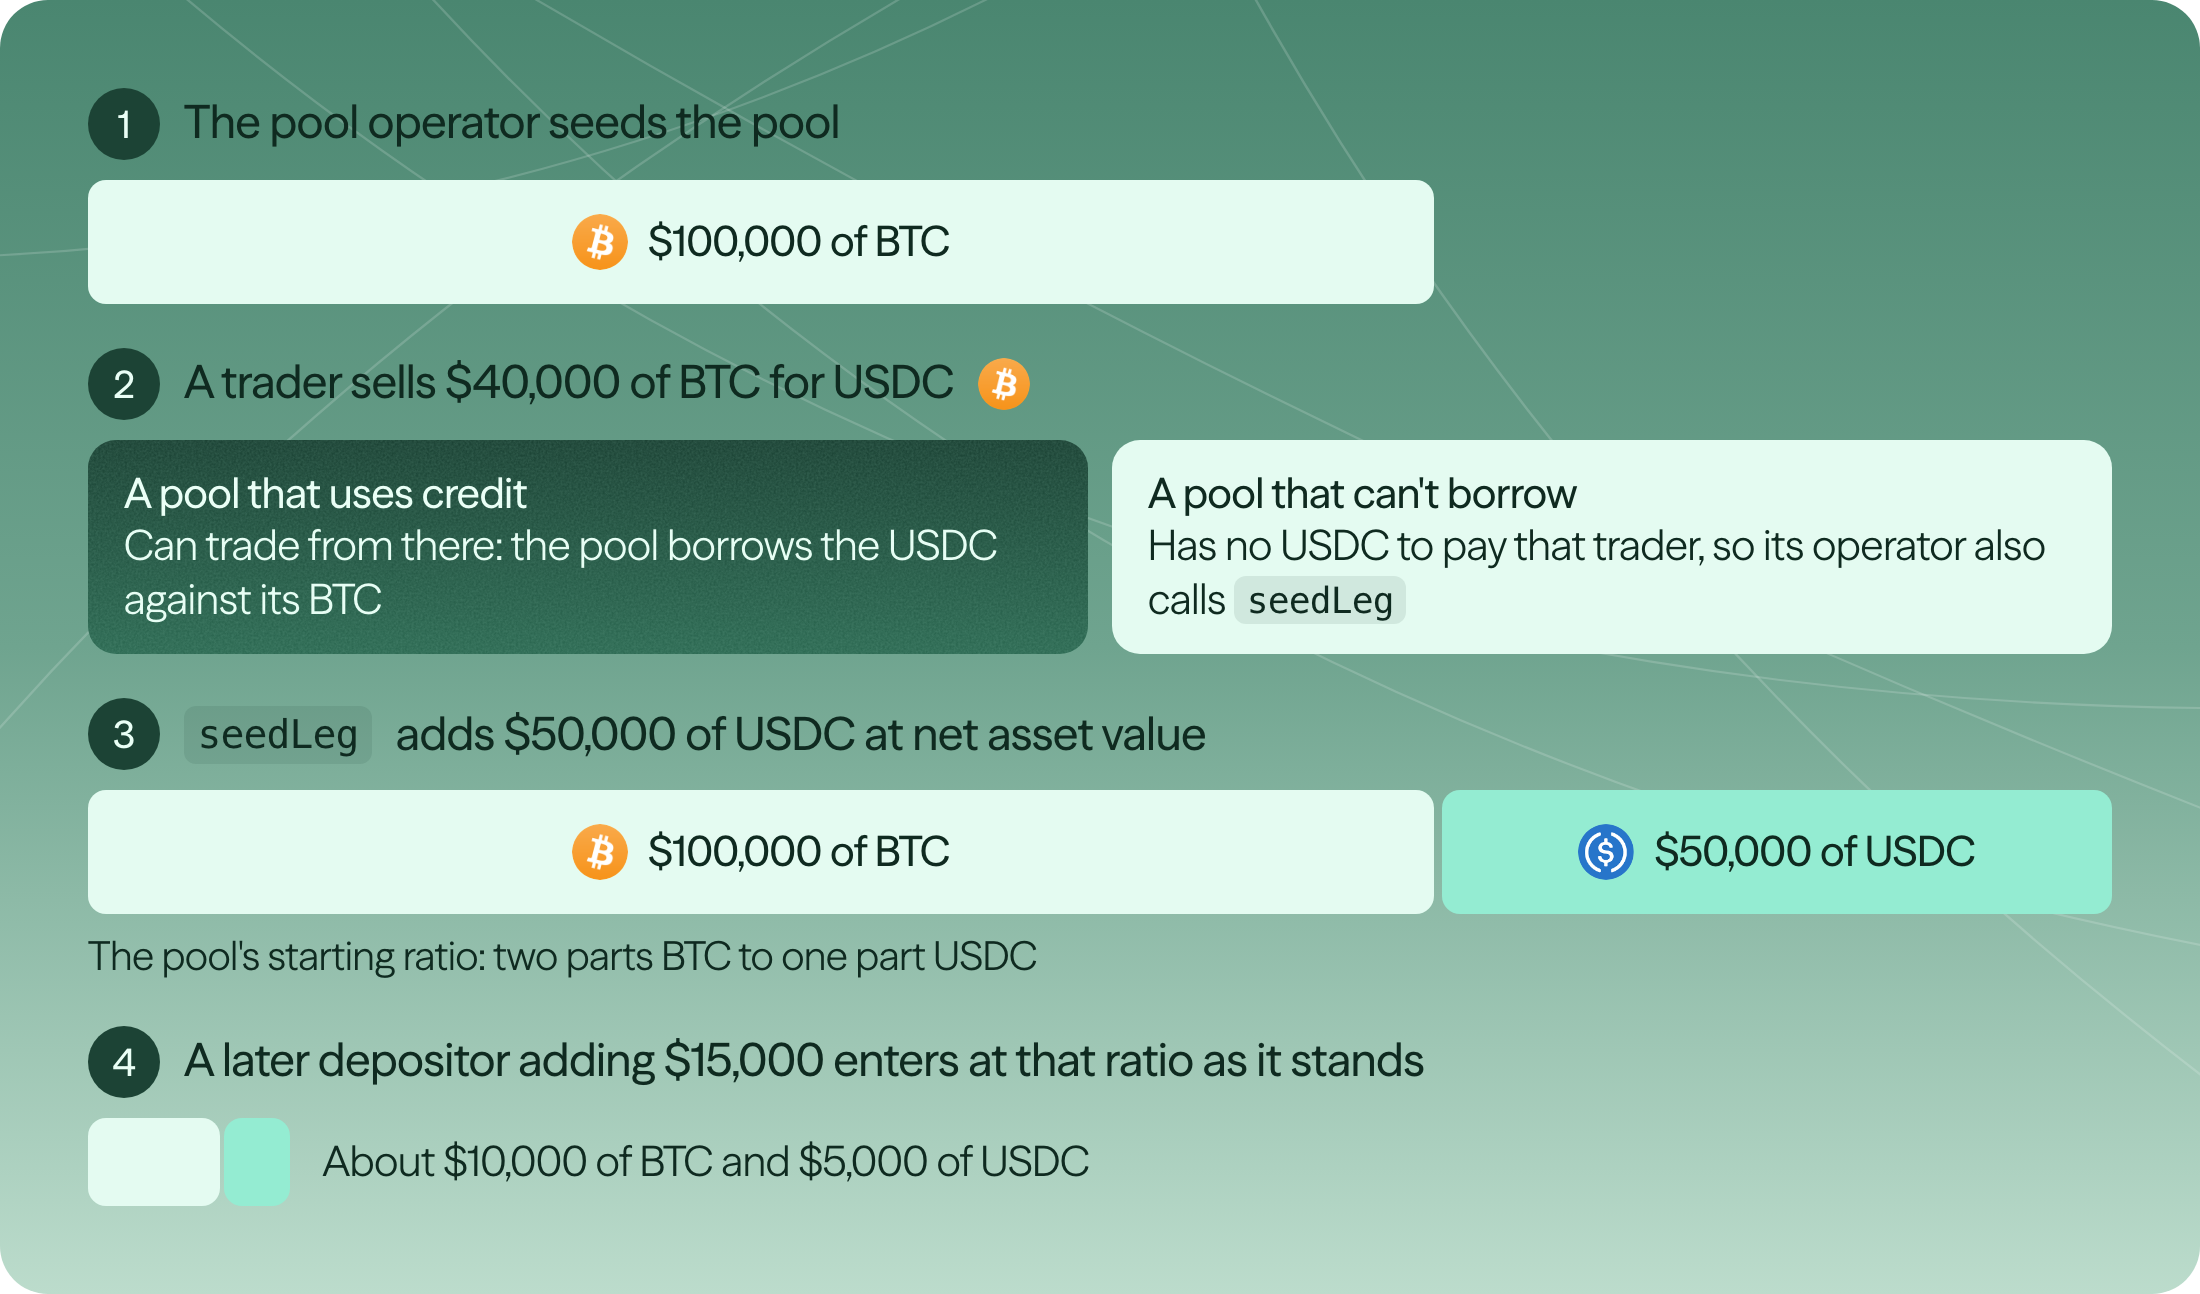 1 The pool operator seeds the pool
$100,000 of BTC
2 A trader sells $40,000 of BTC for USDC
A pool that uses credit
Can trade from there: the pool borrows the USDC
against its BTC
A pool that can't borrow
Has no USDC to pay that trader, so its operator also
calls seedLeg
3 seedLeg adds $50,000 of USDC at net asset value
$100,000 of BTC
$50,000 of USDC
The pool's starting ratio: two parts BTC to one part USDC
4 A later depositor adding $15,000 enters at that ratio as it stands
About $10,000 of BTC and $5,000 of USDC